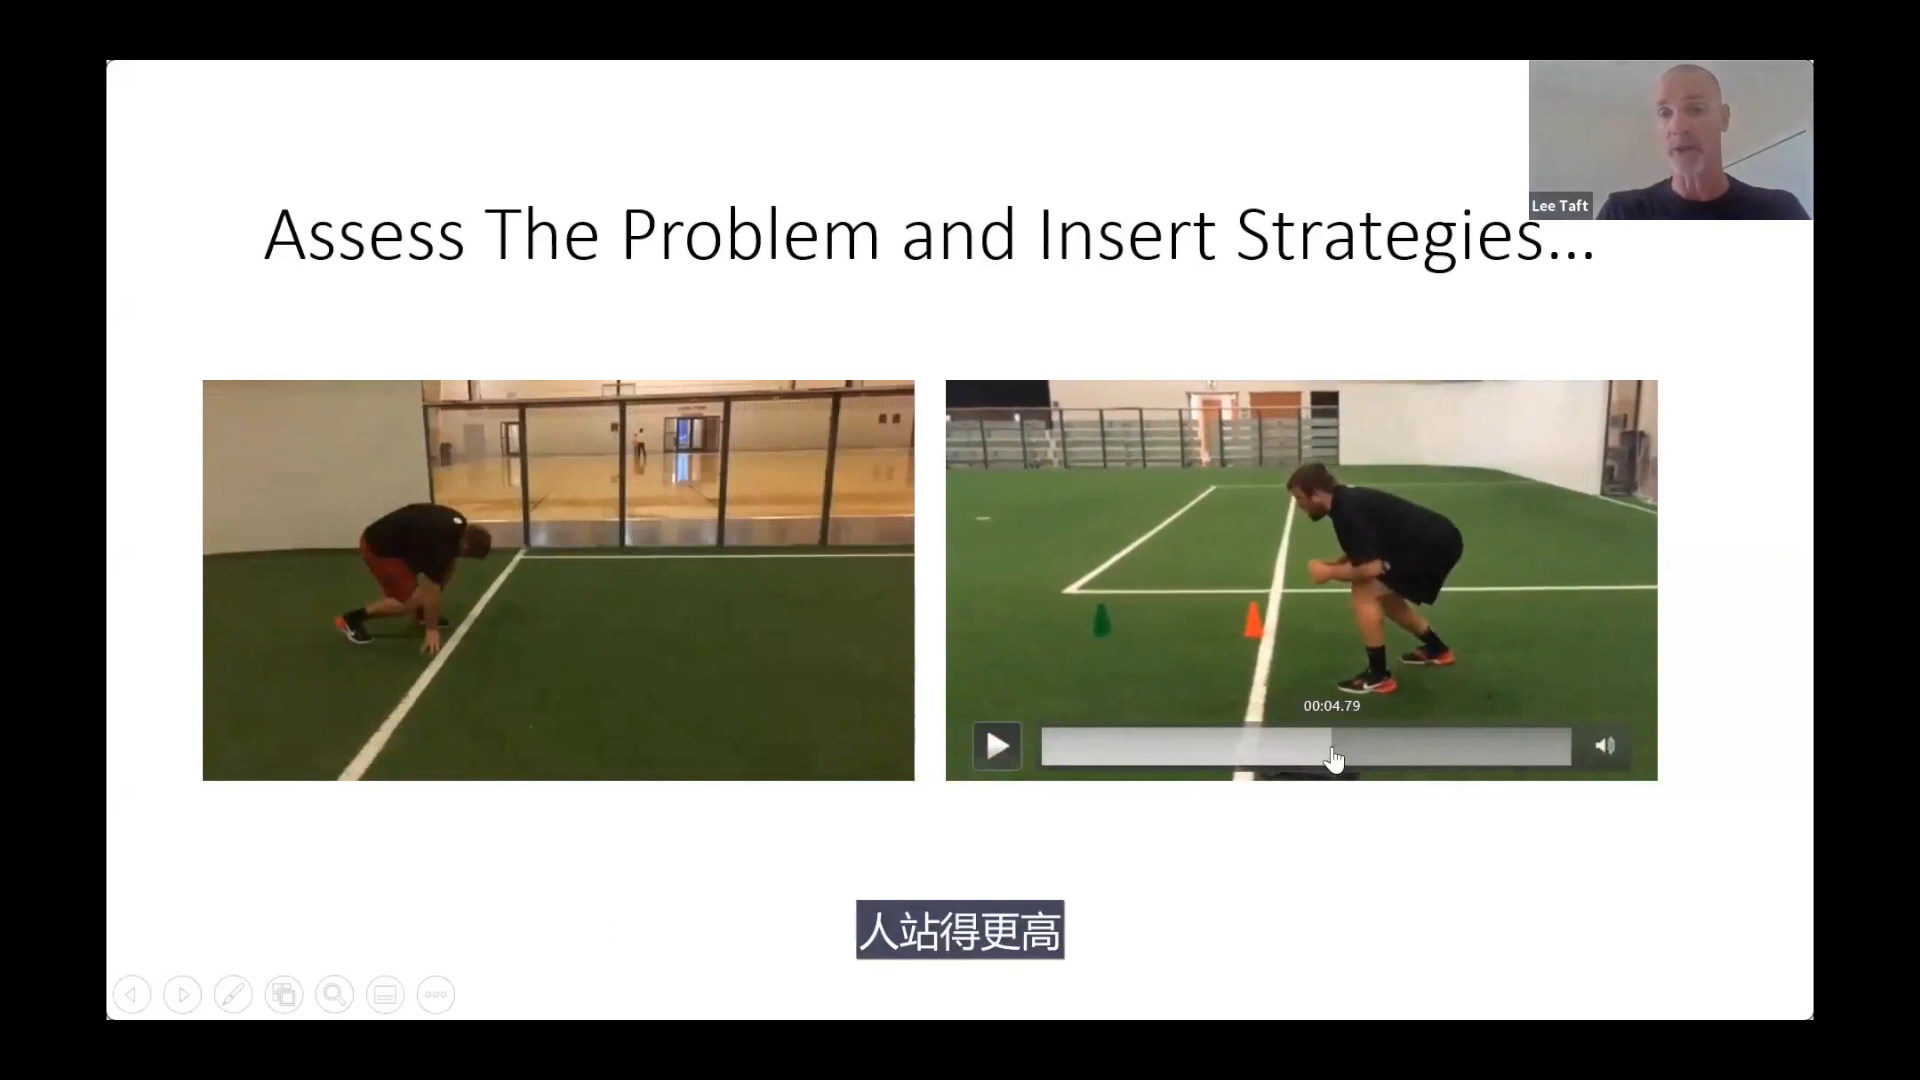 Lee Taft
Assess The Problem and Insert Strategies...
00:04.79
人站得更高